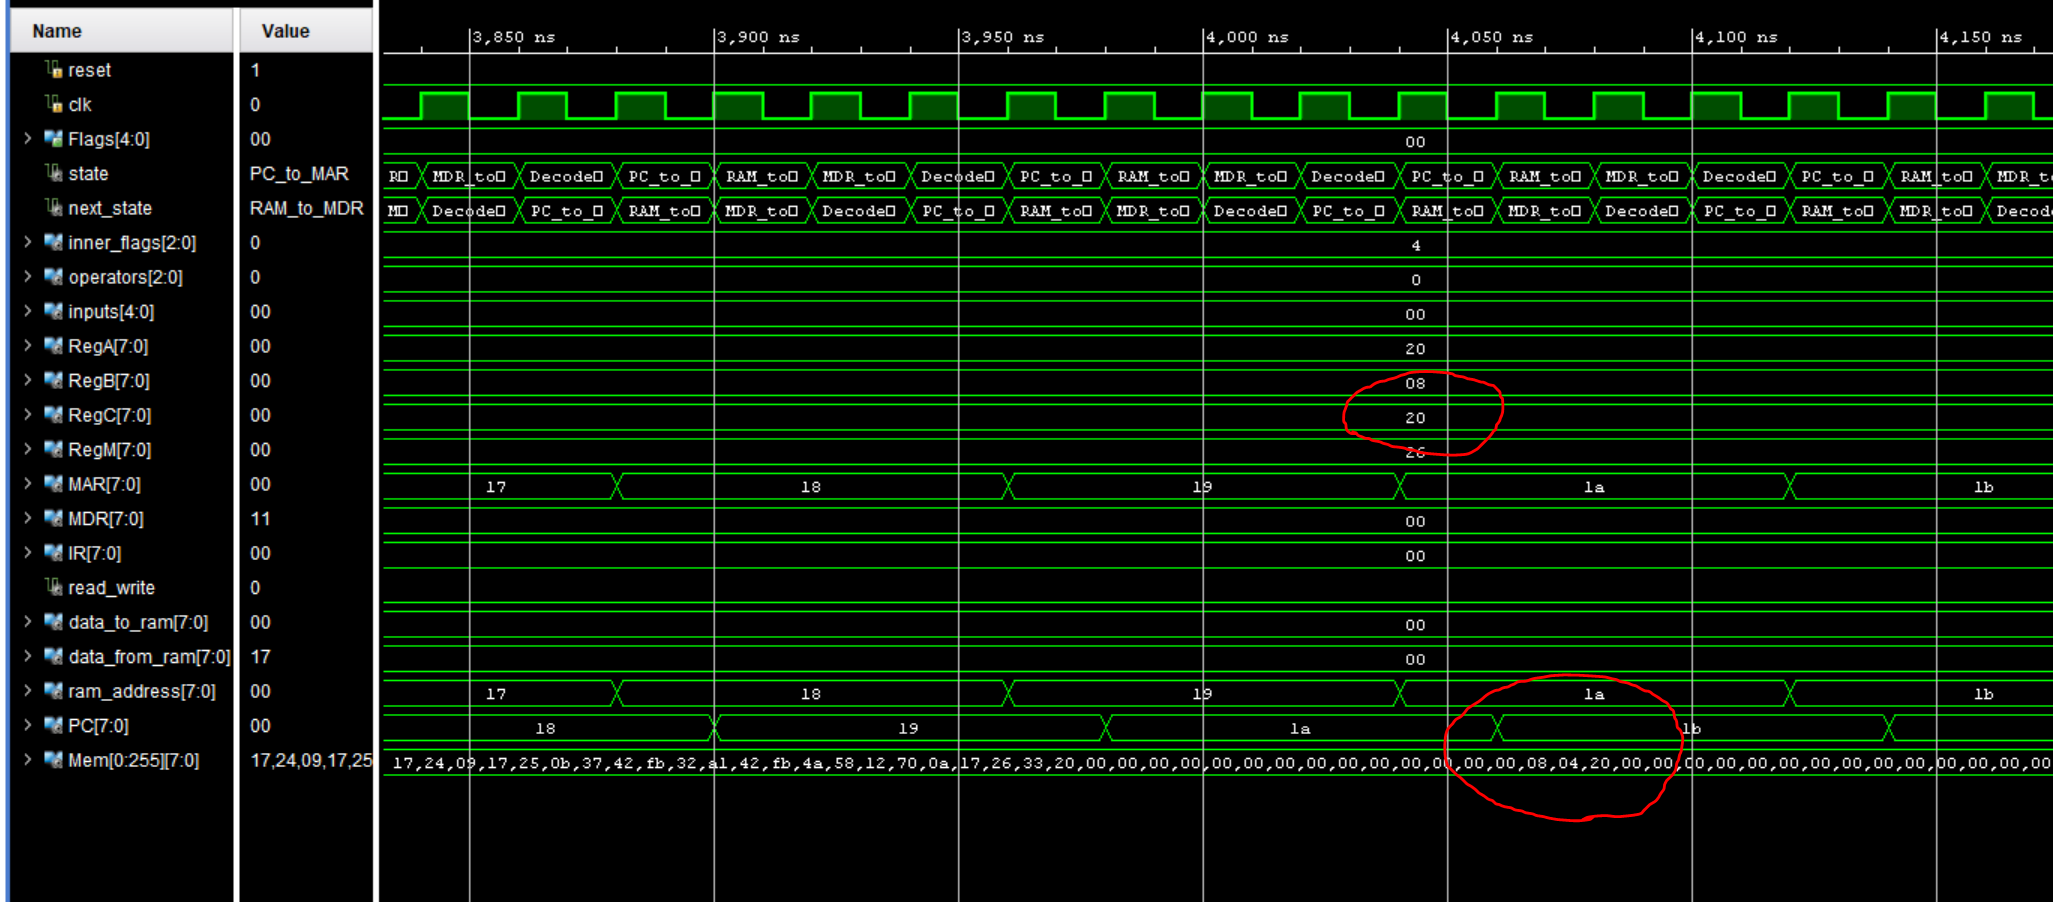 Name Value
3,850 ns 3,900 ns 3,950 ns 4,000 ns 4,050 ns 4,100 ns 4,150 ns
reset 1
clk 0
Flags[4:0] 00 00
state PC_to_MAR R□ MDR_to□ Decode□ PC_to_□ RAM_to□ MDR_to□ Decode□ PC_to_□ RAM_to□ MDR_to□ Decode□ PC_to_□ RAM_to□ MDR_to□ Decode□ PC_to_□ RAM_to□ MDR_t
next_state RAM_to_MDR M□ Decode□ PC_to_□ RAM_to□ MDR_to□ Decode□ PC_to_□ RAM_to□ MDR_to□ Decode□ PC_to_□ RAM_to□ MDR_to□ Decode□ PC_to_□ RAM_to□ MDR_to□ Decod
inner_flags[2:0] 0 4
operators[2:0] 0 0
inputs[4:0] 00 00
RegA[7:0] 00 20
RegB[7:0] 00 08
RegC[7:0] 00 20
RegM[7:0] 00 26
MAR[7:0] 00 17 18 19 1a 1b
MDR[7:0] 11 00
IR[7:0] 00 00
read_write 0
data_to_ram[7:0] 00 00
data_from_ram[7:0] 17 00
ram_address[7:0] 00 17 18 19 1a 1b
PC[7:0] 00 18 19 1a 1b
Mem[0:255][7:0] 17,24,09,17,25 17,24,09,17,25,0b,37,42,fb,32,a1,42,fb,4a,58,12,70,0a,17,26,33,20,00,00,00,00,00,00,00,00,00,00,00,00,00,00,00,00,00,08,04,20,00,00,00,00,00,00,00,00,00,00,00,00,00,00,00